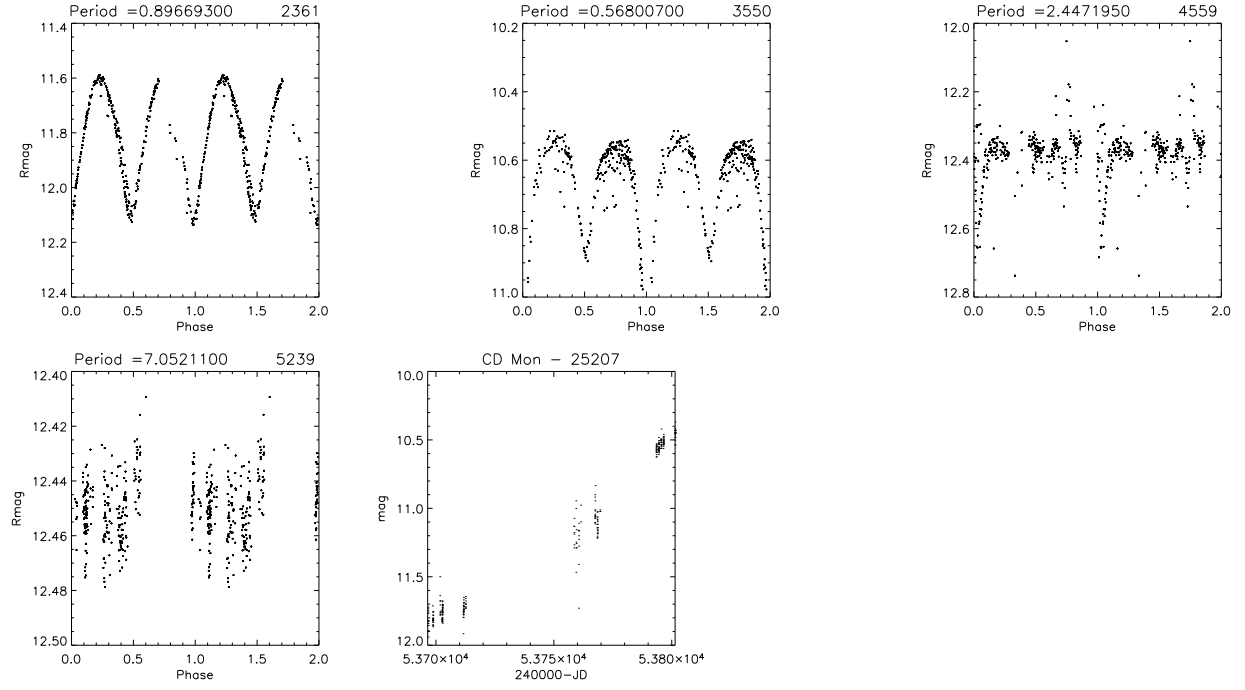 Period =0.89669300 2361
11.4
11.6
11.8
12.0
12.2
12.4
Rmag
0.0 0.5 1.0 1.5 2.0
Phase
Period =0.56800700 3550
10.2
10.4
10.6
10.8
11.0
Rmag
0.0 0.5 1.0 1.5 2.0
Phase
Period =2.4471950 4559
12.0
12.2
12.4
12.6
12.8
Rmag
0.0 0.5 1.0 1.5 2.0
Phase
Period =7.0521100 5239
12.40
12.42
12.44
12.46
12.48
12.50
Rmag
0.0 0.5 1.0 1.5 2.0
Phase
CD Mon − 25207
10.0
10.5
11.0
11.5
12.0
mag
5.370×10⁴ 5.375×10⁴ 5.380×10⁴
240000−JD